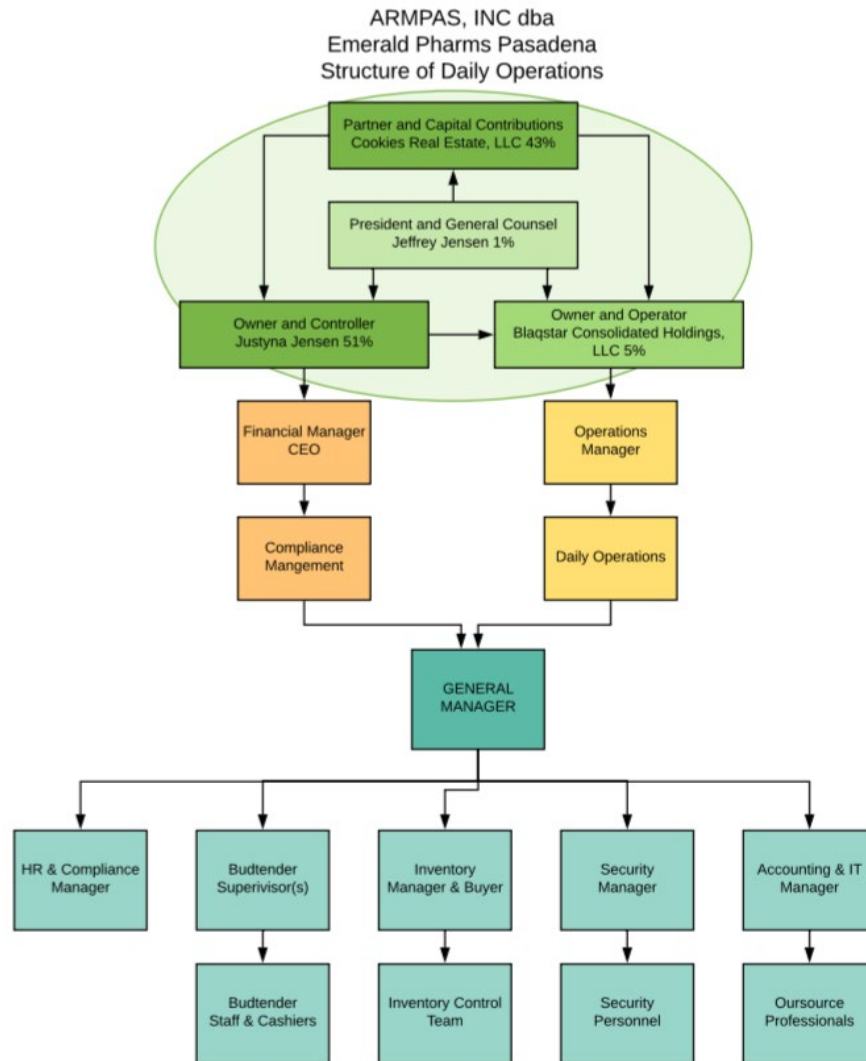 ARMPAS, INC dba
Emerald Pharms Pasadena
Structure of Daily Operations
Partner and Capital Contributions
Cookies Real Estate, LLC 43%
President and General Counsel
Jeffrey Jensen 1%
Owner and Controller
Justyna Jensen 51%
Owner and Operator
Blaqstar Consolidated Holdings,
LLC 5%
Financial Manager
CEO
Operations
Manager
Compliance
Mangement
Daily Operations
GENERAL
MANAGER
HR & Compliance
Manager
Budtender
Superivisor(s)
Inventory
Manager & Buyer
Security
Manager
Accounting & IT
Manager
Budtender
Staff & Cashiers
Inventory Control
Team
Security
Personnel
Oursource
Professionals